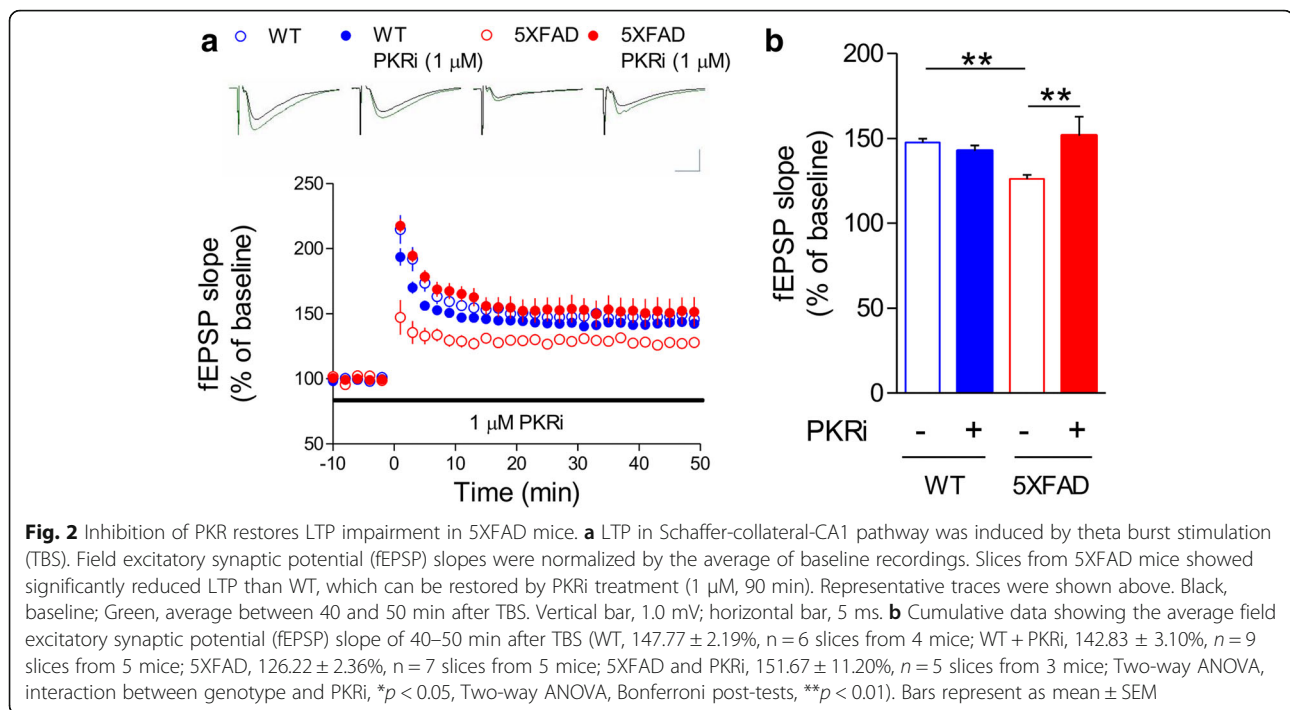 a
○ WT ● WT ○ 5XFAD ● 5XFAD
PKRi (1 μM) PKRi (1 μM)
fEPSP slope
(% of baseline)
250
200
150
100
50
1 μM PKRi
-10 0 10 20 30 40 50
Time (min)
b
fEPSP slope
(% of baseline)
200
150
100
50
0
**
**
PKRi - + - +
WT 5XFAD
Fig. 2 Inhibition of PKR restores LTP impairment in 5XFAD mice. a LTP in Schaffer-collateral-CA1 pathway was induced by theta burst stimulation
(TBS). Field excitatory synaptic potential (fEPSP) slopes were normalized by the average of baseline recordings. Slices from 5XFAD mice showed
significantly reduced LTP than WT, which can be restored by PKRi treatment (1 μM, 90 min). Representative traces were shown above. Black,
baseline; Green, average between 40 and 50 min after TBS. Vertical bar, 1.0 mV; horizontal bar, 5 ms. b Cumulative data showing the average field
excitatory synaptic potential (fEPSP) slope of 40–50 min after TBS (WT, 147.77 ± 2.19%, n = 6 slices from 4 mice; WT + PKRi, 142.83 ± 3.10%, n = 9
slices from 5 mice; 5XFAD, 126.22 ± 2.36%, n = 7 slices from 5 mice; 5XFAD and PKRi, 151.67 ± 11.20%, n = 5 slices from 3 mice; Two-way ANOVA,
interaction between genotype and PKRi, *p < 0.05, Two-way ANOVA, Bonferroni post-tests, **p < 0.01). Bars represent as mean ± SEM